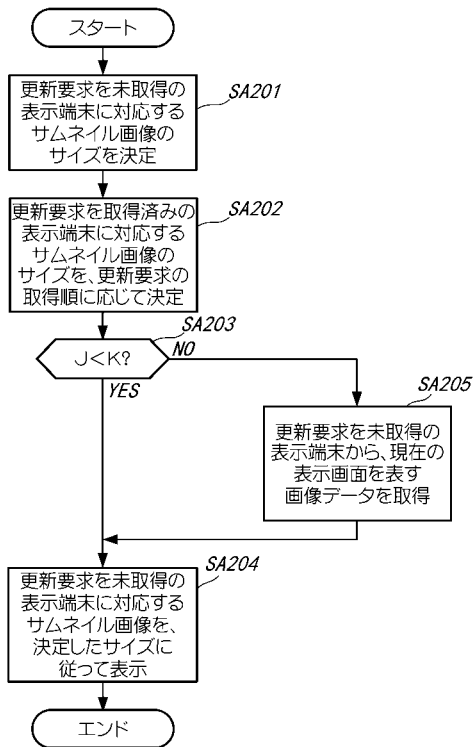 スタート
更新要求を未取得の
表示端末に対応する
サムネイル画像の
サイズを決定
SA201
更新要求を取得済みの
表示端末に対応する
サムネイル画像の
サイズを、更新要求の
取得順に応じて決定
SA202
J<K?
SA203
NO
YES
更新要求を未取得の
表示端末から、現在の
表示画面を表す
画像データを取得
SA205
更新要求を未取得の
表示端末に対応する
サムネイル画像を、
決定したサイズに
従って表示
SA204
エンド